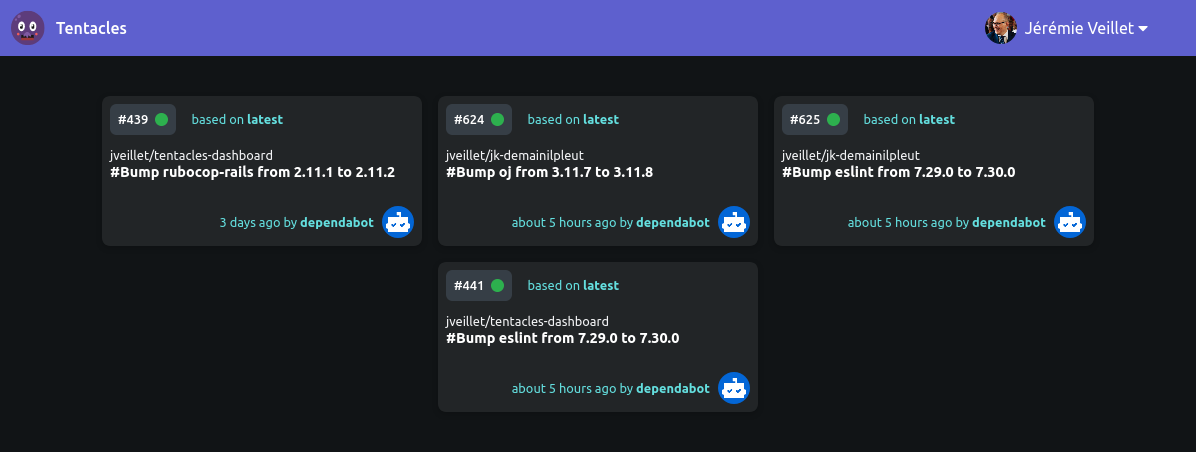 Tentacles
Jérémie Veillet
#439 based on latest
jveillet/tentacles-dashboard
#Bump rubocop-rails from 2.11.1 to 2.11.2
3 days ago by dependabot
#624 based on latest
jveillet/jk-demainilpleut
#Bump oj from 3.11.7 to 3.11.8
about 5 hours ago by dependabot
#625 based on latest
jveillet/jk-demainilpleut
#Bump eslint from 7.29.0 to 7.30.0
about 5 hours ago by dependabot
#441 based on latest
jveillet/tentacles-dashboard
#Bump eslint from 7.29.0 to 7.30.0
about 5 hours ago by dependabot